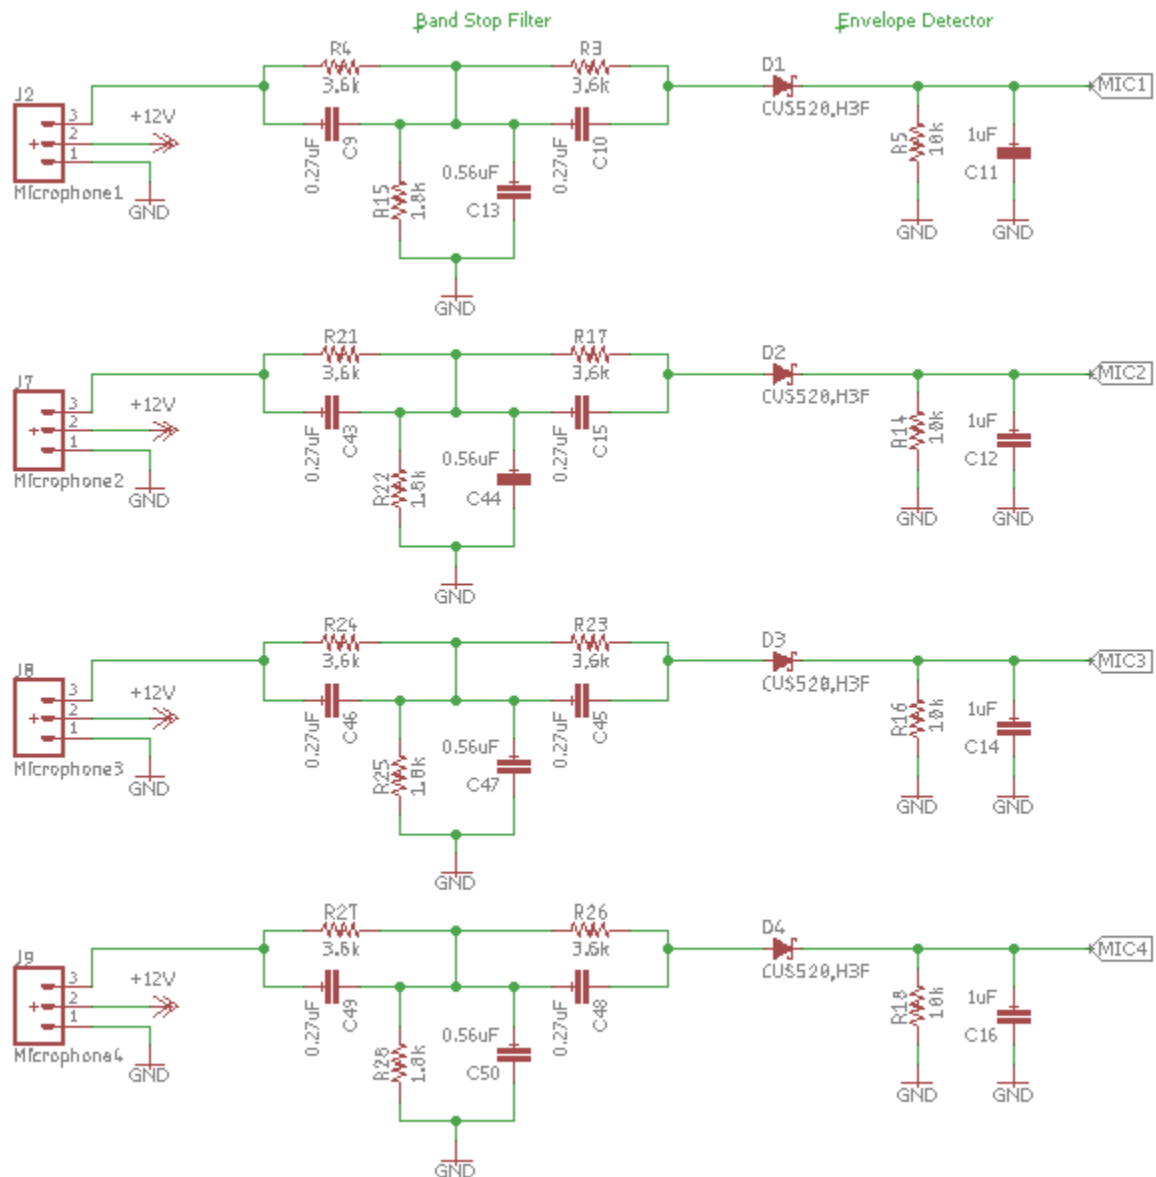 Band Stop Filter
Envelope Detector
R4
3.6k
R3
3.6k
D1
CUS520,H3F
MIC1
J2
+12V
3
2
1
+
Microphone1
GND
0.27uF
C9
R15
1.8k
0.56uF
C13
0.27uF
C10
GND
R5
10k
1uF
C11
GND
GND
R21
3.6k
R17
3.6k
D2
CUS520,H3F
MIC2
J7
+12V
3
2
1
+
Microphone2
GND
0.27uF
C43
R22
1.8k
0.56uF
C44
0.27uF
C15
GND
R14
10k
1uF
C12
GND
GND
R24
3.6k
R23
3.6k
D3
CUS520,H3F
MIC3
J8
+12V
3
2
1
+
Microphone3
GND
0.27uF
C46
R25
1.8k
0.56uF
C47
0.27uF
C45
GND
R16
10k
1uF
C14
GND
GND
R27
3.6k
R26
3.6k
D4
CUS520,H3F
MIC4
J9
+12V
3
2
1
+
Microphone4
GND
0.27uF
C49
R28
1.8k
0.56uF
C50
0.27uF
C48
GND
R18
10k
1uF
C16
GND
GND